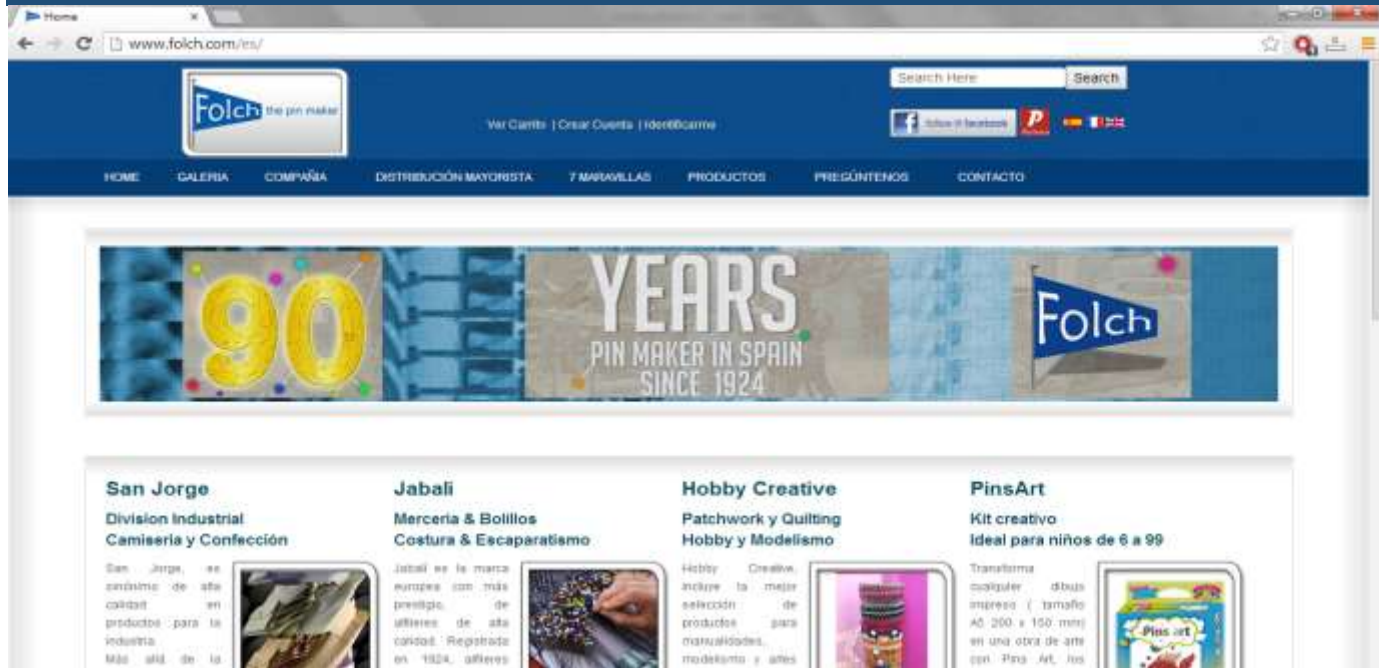 Home
www.folch.com/es/
Folch the pin maker
Search Here
Search
Ver Carrito | Crear Cuenta | Identificarme
HOME
GALERIA
COMPAÑIA
DISTRIBUCIÓN MAYORISTA
7 MARAVILLAS
PRODUCTOS
PREGÚNTENOS
CONTACTO
90
YEARS
PIN MAKER IN SPAIN
SINCE 1924
Folch
San Jorge
Division Industrial
Camiseria y Confección
San Jorge, es
sinónimo de alta
calidad en
productos para la
industria.
Más allá de la
Jabali
Merceria & Bolillos
Costura & Escaparatismo
Jabali es la marca
europea con más
prestigio, de
alfileres de alta
calidad. Registrada
en 1924, alfileres
Hobby Creative
Patchwork y Quilting
Hobby y Modelismo
Hobby Creative,
incluye la mejor
selección de
productos para
manualidades,
modelismo y artes
PinsArt
Kit creativo
Ideal para niños de 6 a 99
Transforma
cualquier dibujo
impreso ( tamaño
A5 200 x 150 mm)
en una obra de arte
con Pins Art, los
Pins art